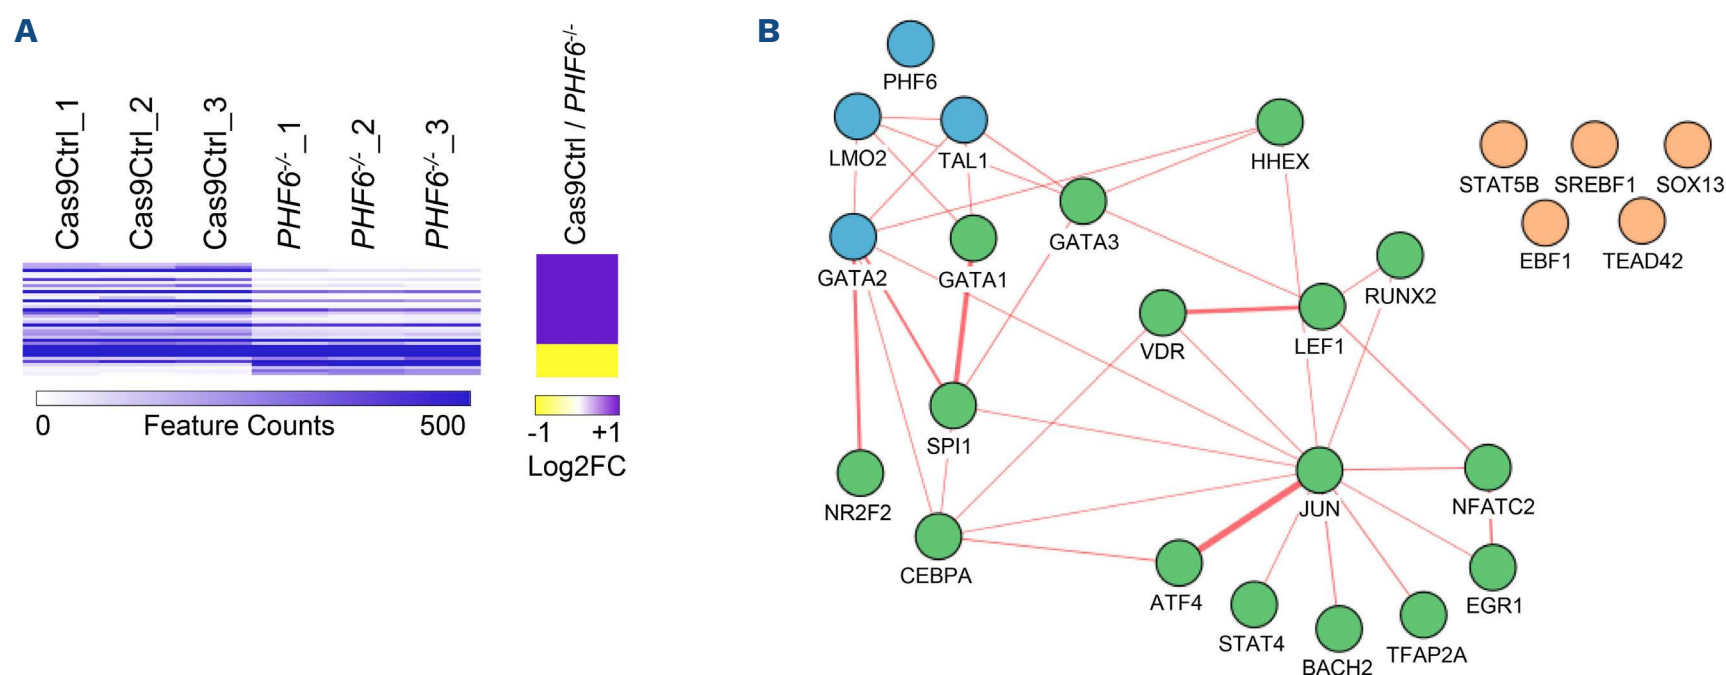 A
Cas9Ctrl_1
Cas9Ctrl_2
Cas9Ctrl_3
PHF6-/-_1
PHF6-/-_2
PHF6-/-_3
Cas9Ctrl / PHF6-/-
0 Feature Counts 500
-1 +1
Log2FC
B
PHF6
LMO2
TAL1
HHEX
STAT5B
SREBF1
SOX13
GATA3
EBF1
TEAD42
GATA2
GATA1
RUNX2
VDR
LEF1
SPI1
NR2F2
JUN
NFATC2
CEBPA
ATF4
EGR1
STAT4
BACH2
TFAP2A